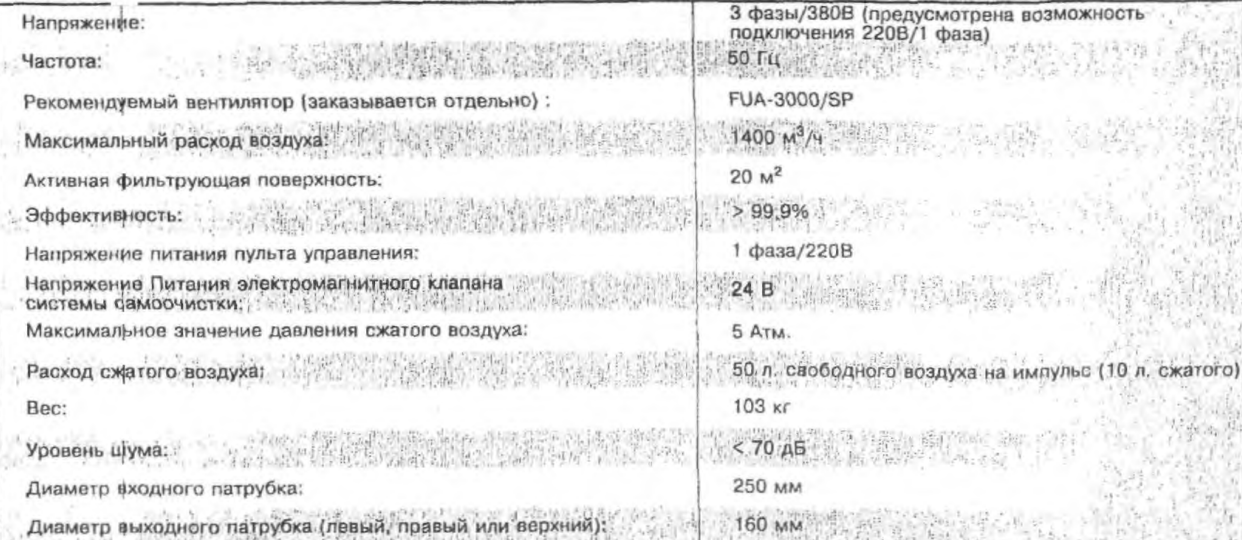 Напряжение: 3 фазы/380В (предусмотрена возможность
подключения 220В/1 фаза)
Частота: 50 Гц
Рекомендуемый вентилятор (заказывается отдельно) : FUA-3000/SP
Максимальный расход воздуха: 1400 м³/ч
Активная фильтрующая поверхность: 20 м²
Эффективность: > 99,9%
Напряжение питания пульта управления: 1 фаза/220В
Напряжение Питания электромагнитного клапана
системы самоочистки: 24 В
Максимальное значение давления сжатого воздуха: 5 Атм.
Расход сжатого воздуха: 50 л. свободного воздуха на импульс (10 л. сжатого)
Вес: 103 кг
Уровень шума: < 70 дБ
Диаметр входного патрубка: 250 мм
Диаметр выходного патрубка (левый, правый или верхний): 160 мм